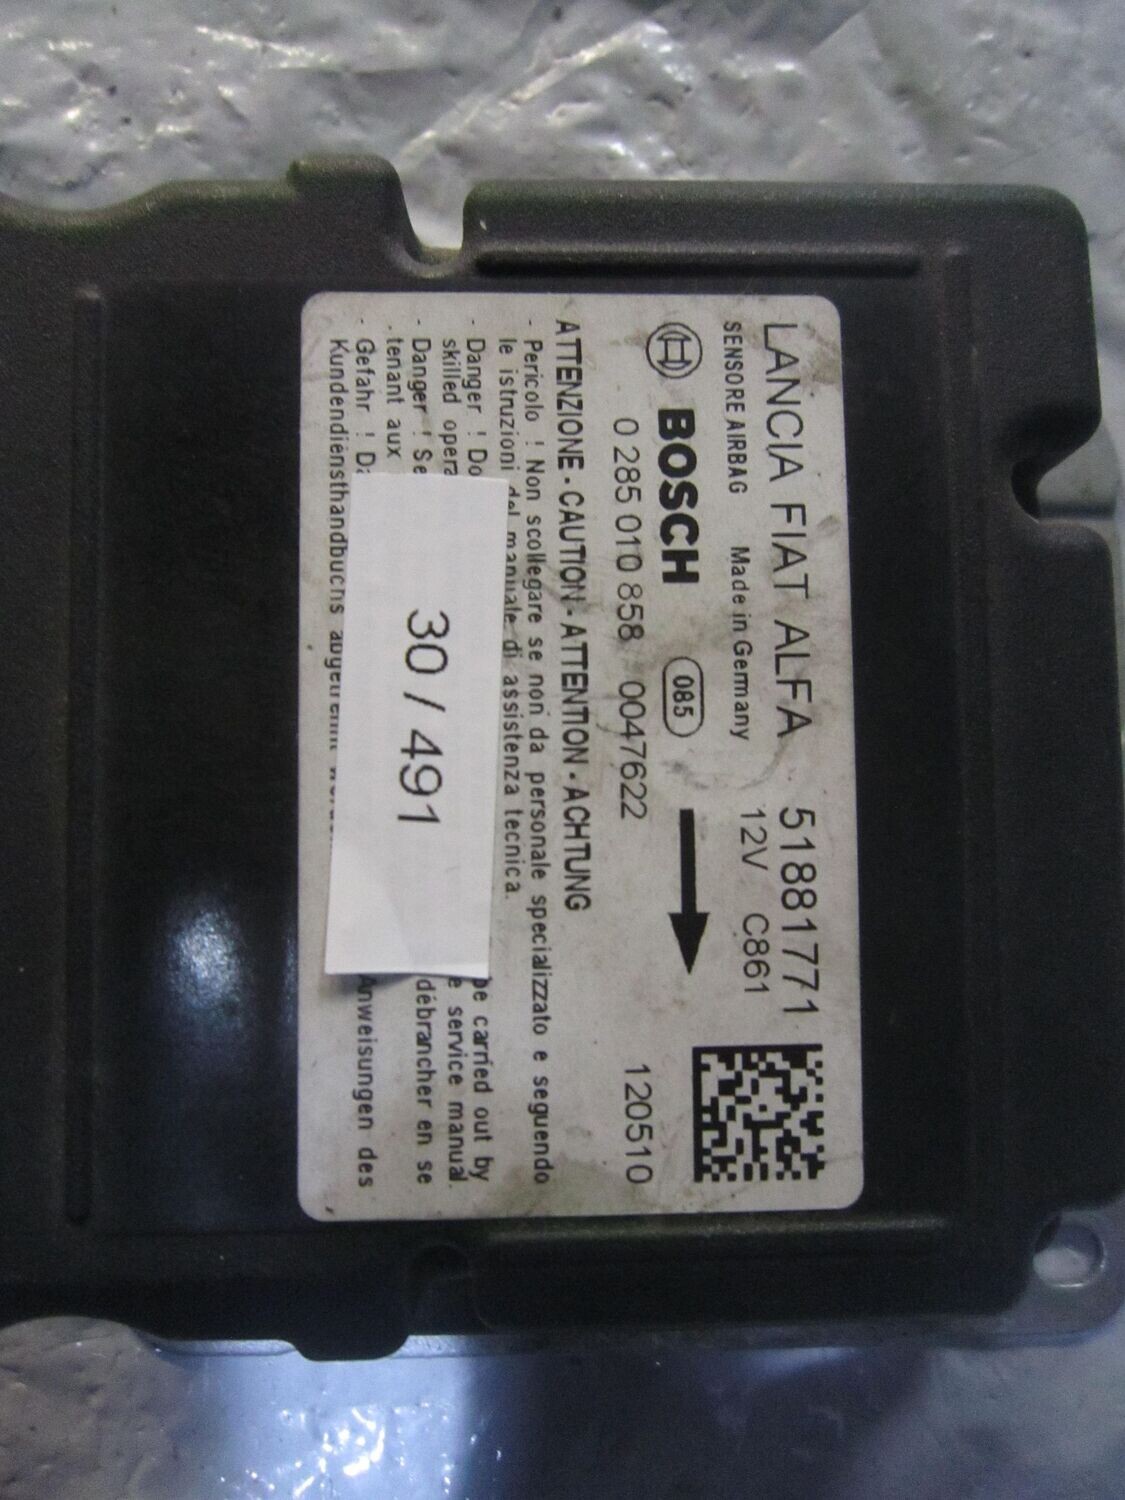 LANCIA FIAT ALFA 51881771
SENSORE AIRBAG Made in Germany 12V C861
BOSCH 085
0 285 010 858 0047622 120510
ATTENZIONE - CAUTION - ATTENTION - ACHTUNG
- Pericolo ! Non scollegare se non da personale specializzato e seguendo
le istruzioni del manuale di assistenza tecnica.
- Danger ! Do be carried out by
skilled service manual.
- Danger ! Se débrancher en se
tenant aux
- Gefahr ! Anweisungen des
Kundendiensthandbuchs
30 / 491